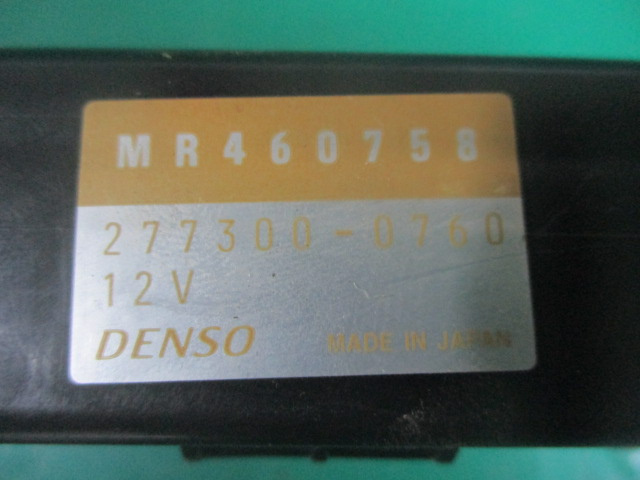 MR460758
277300-0760
12V
DENSO
MADE IN JAPAN